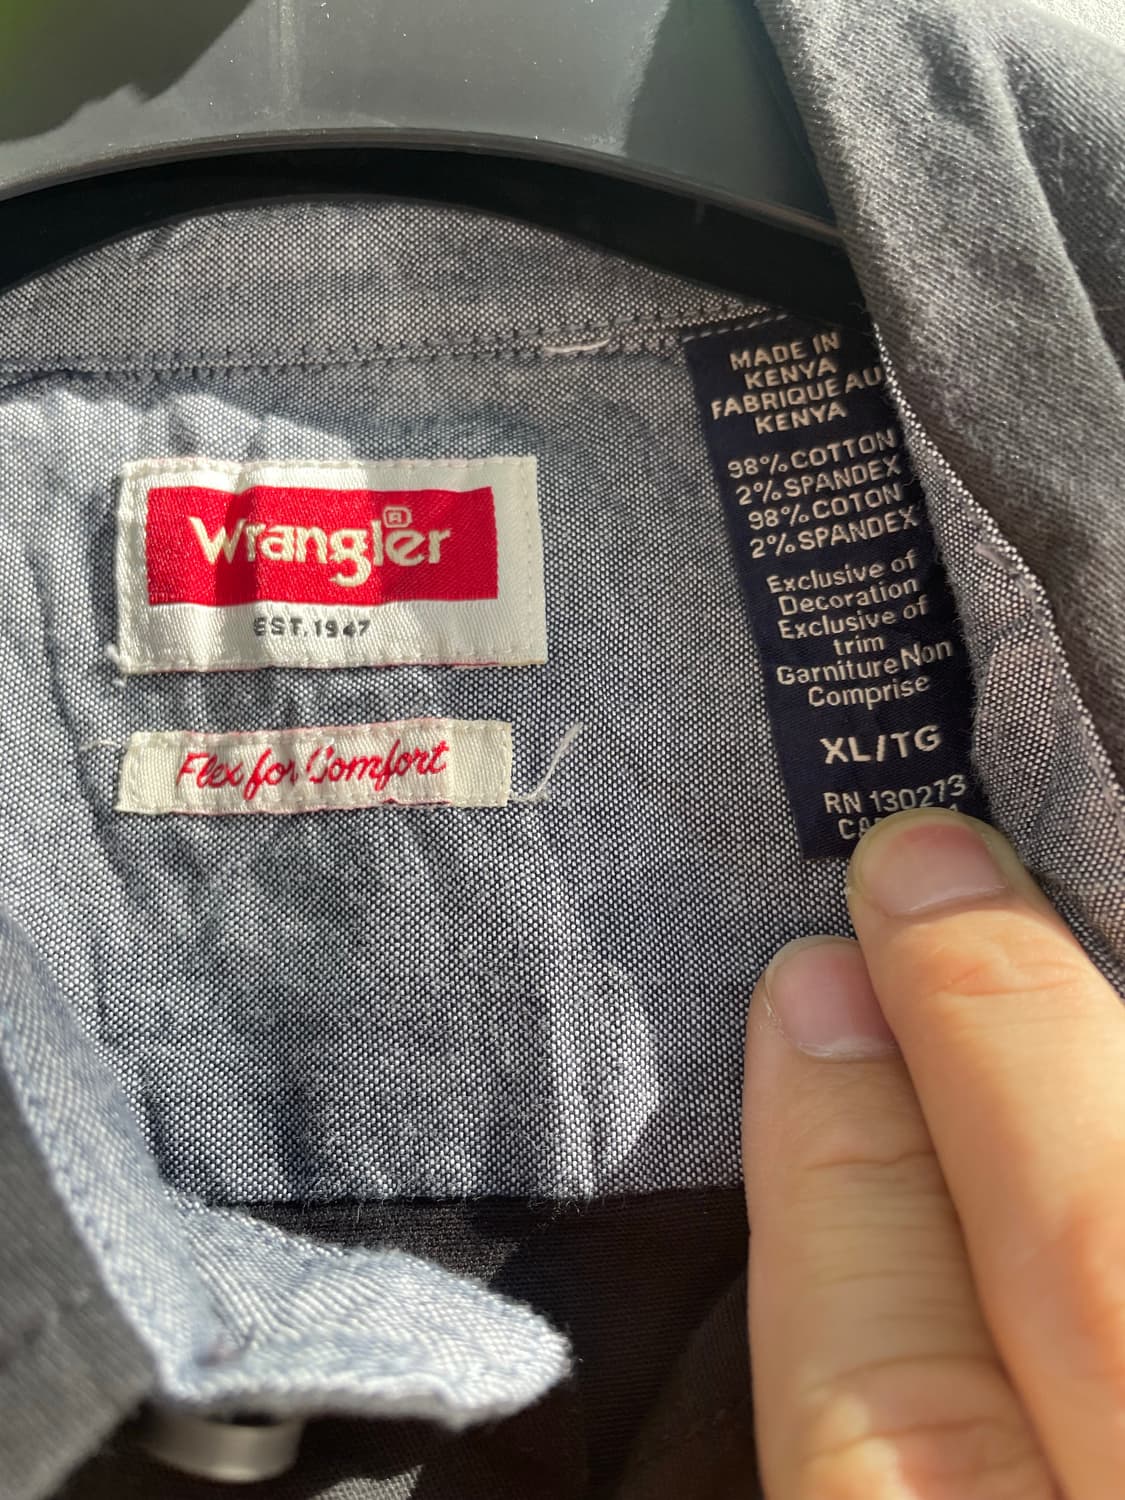 Wrangler®
EST. 1947
Flex for Comfort
MADE IN
KENYA
FABRIQUE AU
KENYA
98% COTTON
2% SPANDEX
98% COTON
2% SPANDEX
Exclusive of
Decoration
Exclusive of
trim
Garniture Non
Comprise
XL/TG
RN 130273